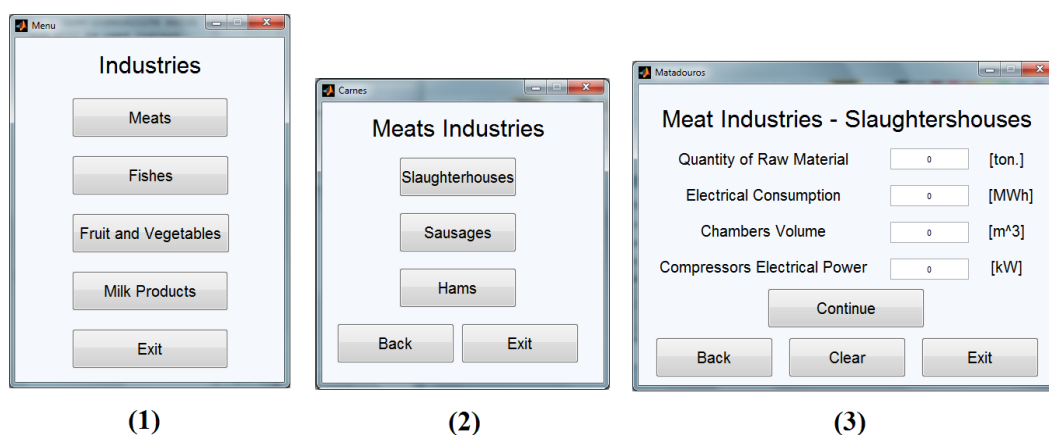 Menu
Industries
Meats
Fishes
Fruit and Vegetables
Milk Products
Exit
(1)
Carnes
Meats Industries
Slaughterhouses
Sausages
Hams
Back Exit
(2)
Matadouros
Meat Industries - Slaughtershouses
Quantity of Raw Material 0 [ton.]
Electrical Consumption 0 [MWh]
Chambers Volume 0 [m^3]
Compressors Electrical Power 0 [kW]
Continue
Back Clear Exit
(3)